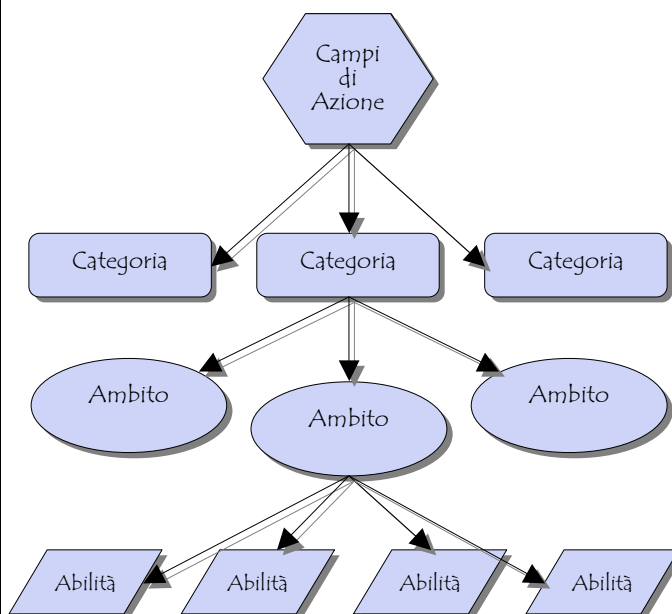 Campi
di
Azione
Categoria
Categoria
Categoria
Ambito
Ambito
Ambito
Abilità
Abilità
Abilità
Abilità